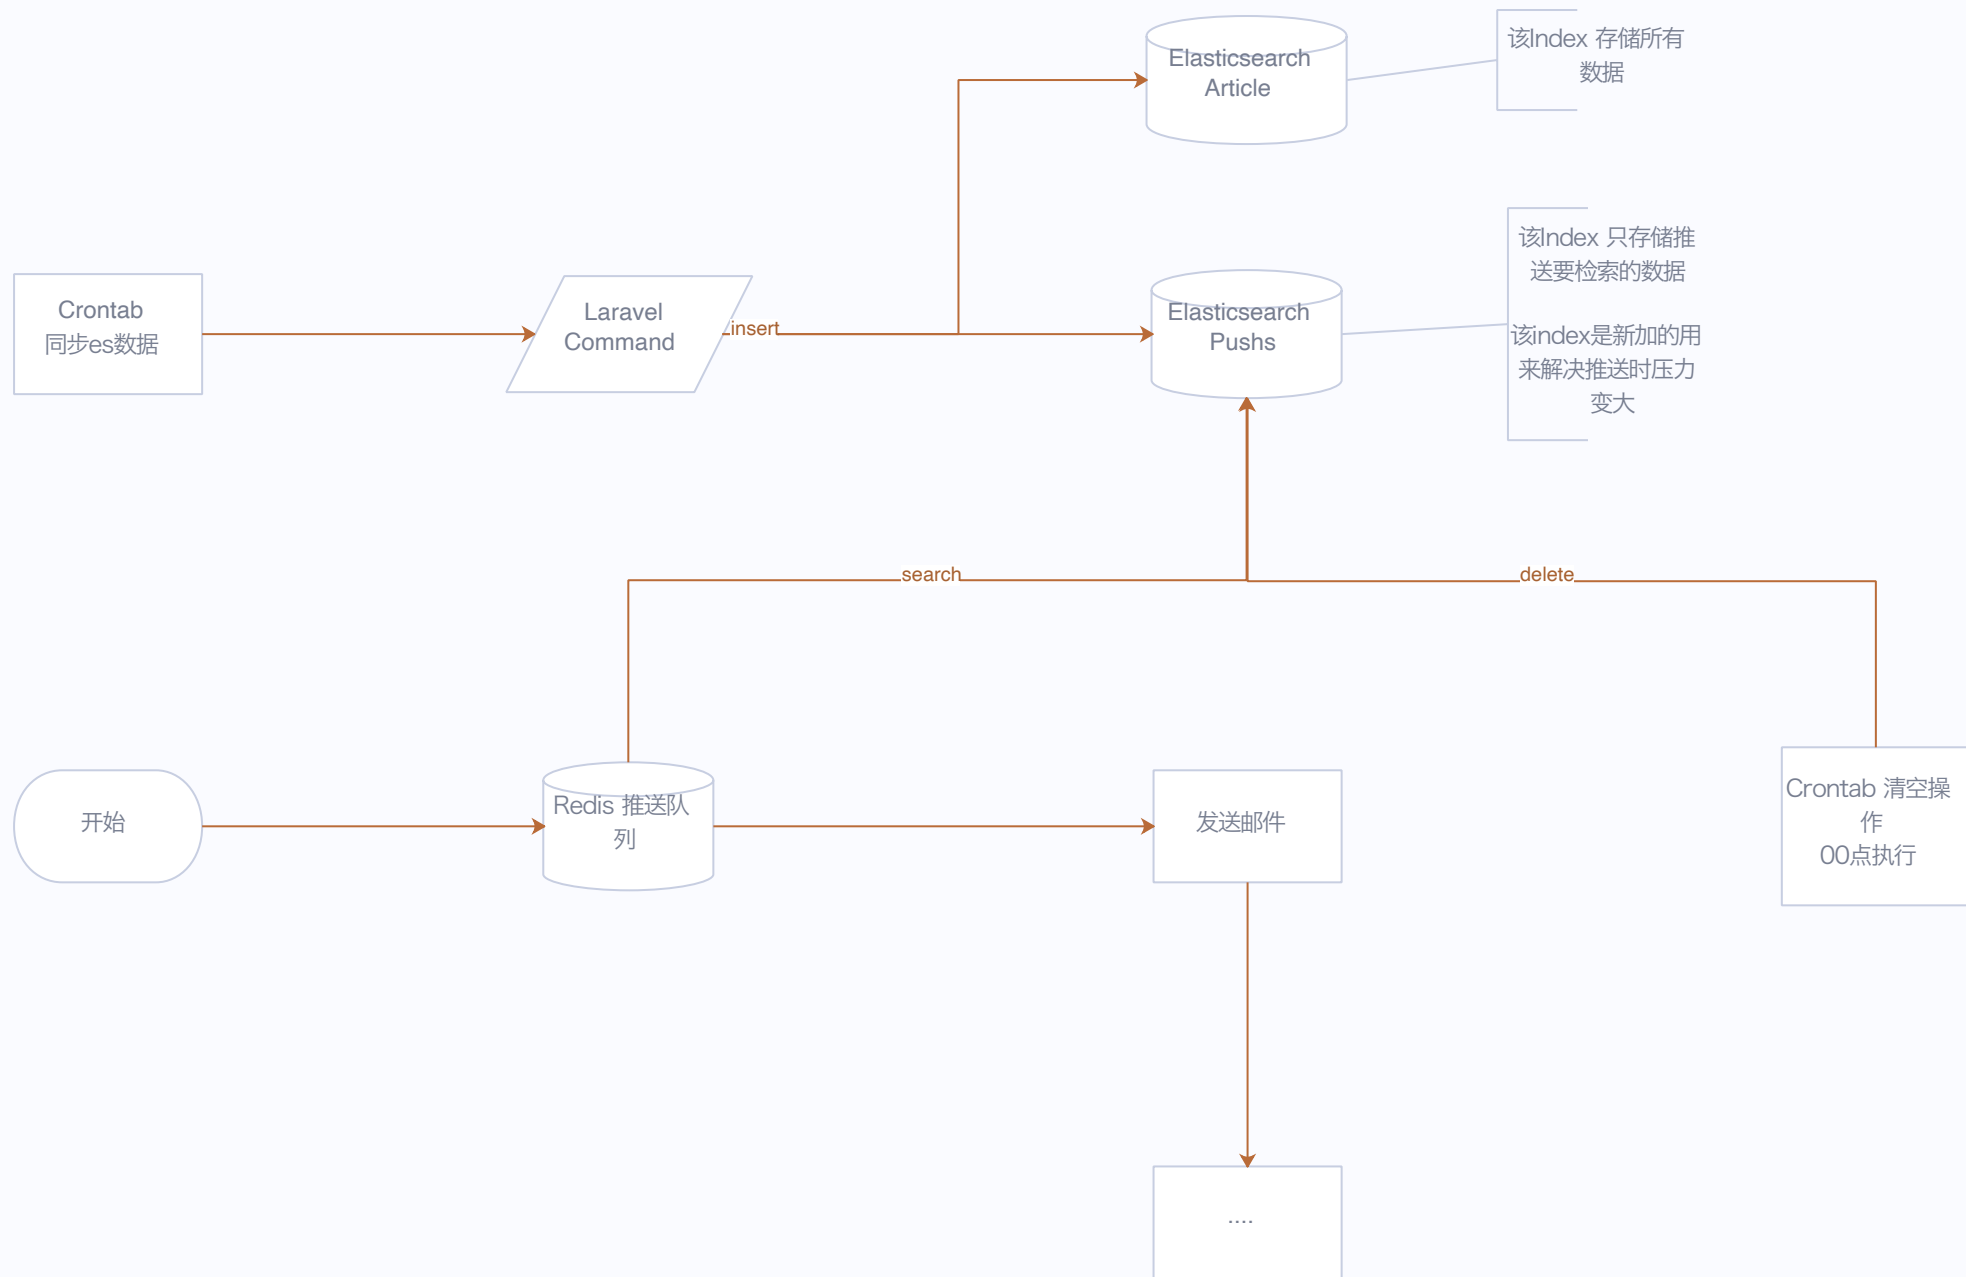 Elasticsearch
Article
该Index 存储所有
数据
Crontab
同步es数据
Laravel
Command
insert
Elasticsearch
Pushs
该Index 只存储推
送要检索的数据
该index是新加的用
来解决推送时压力
变大
search
delete
开始
Redis 推送队
列
发送邮件
Crontab 清空操
作
00点执行
....